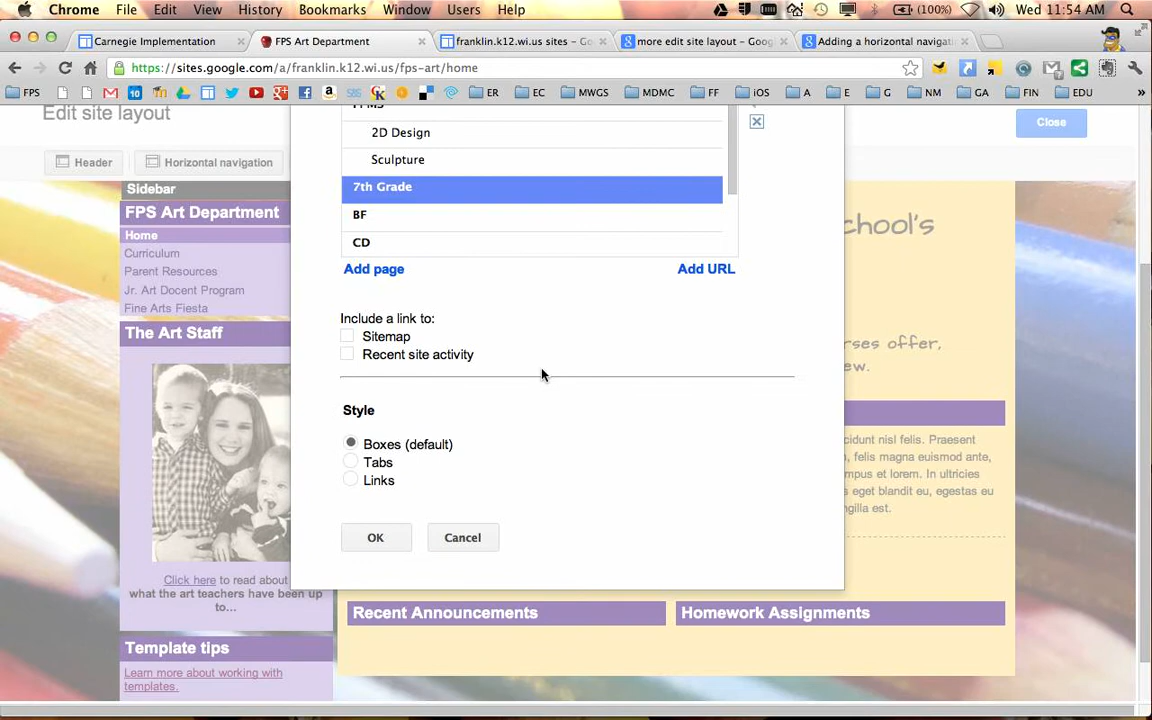 Chrome File Edit View History Bookmarks Window Users Help (100%) Wed 11:54 AM
Carnegie Implementation FPS Art Department franklin.k12.wi.us sites - Go more edit site layout - Goog Adding a horizontal navigati
https://sites.google.com/a/franklin.k12.wi.us/fps-art/home
FPS 10 ER EC MWGS MDMC FF iOS A E G NM GA FIN EDU »
Edit site layout
Close
Header Horizontal navigation
FPMS
2D Design
Sculpture
7th Grade
BF
CD
Add page Add URL
Include a link to:
Sitemap
Recent site activity
Style
Boxes (default)
Tabs
Links
OK Cancel
Sidebar
FPS Art Department
Home
Curriculum
Parent Resources
Jr. Art Docent Program
Fine Arts Fiesta
The Art Staff
Click here to read about
what the art teachers have been up
to...
Template tips
Learn more about working with
templates.
chool's
rses offer,
ew.
cidunt nisl felis. Praesent
, felis magna euismod ante,
mpus et lorem. In ultricies
eget blandit eu, egestas eu
gilla est.
Recent Announcements Homework Assignments